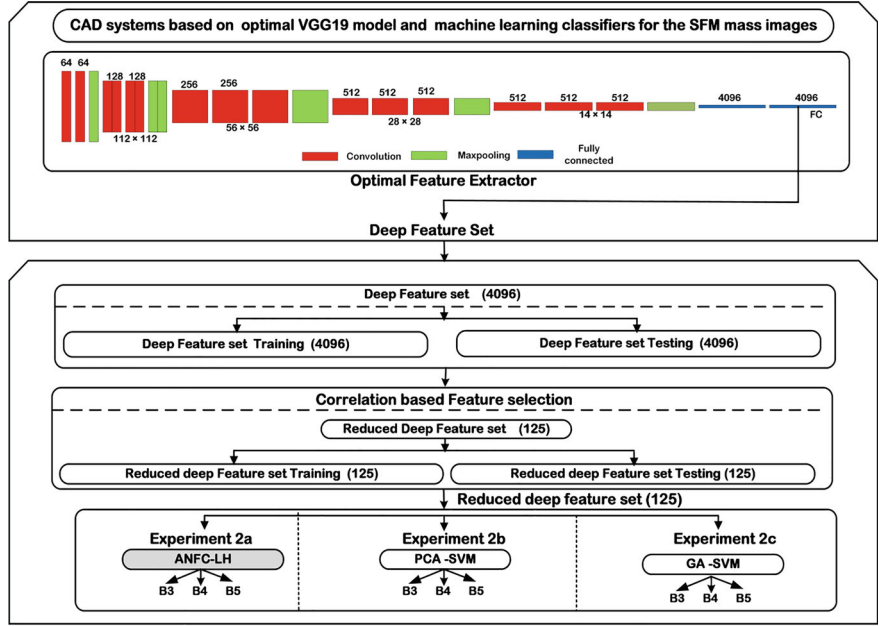 CAD systems based on optimal VGG19 model and machine learning classifiers for the SFM mass images
64 64
128 128
112 × 112
256 256
56 × 56
512 512 512
28 × 28
512 512 512
14 × 14
4096 4096
FC
Convolution Maxpooling Fully connected
Optimal Feature Extractor
Deep Feature Set
Deep Feature set (4096)
Deep Feature set Training (4096)
Deep Feature set Testing (4096)
Correlation based Feature selection
Reduced Deep Feature set (125)
Reduced deep Feature set Training (125)
Reduced deep Feature set Testing (125)
Reduced deep feature set (125)
Experiment 2a
ANFC-LH
B3 B4 B5
Experiment 2b
PCA -SVM
B3 B4 B5
Experiment 2c
GA -SVM
B3 B4 B5